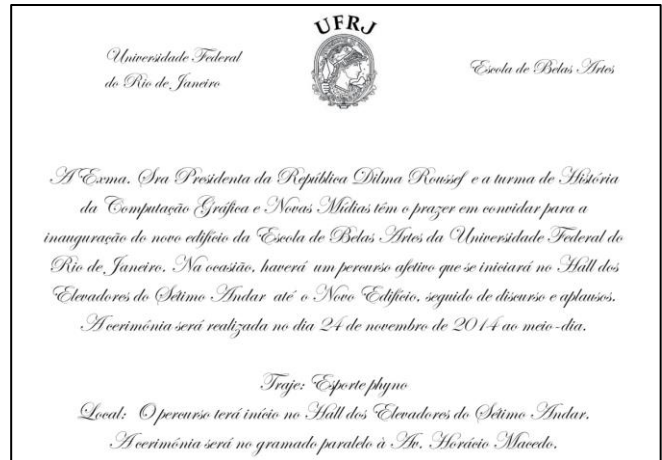 UFRJ
Universidade Federal
do Rio de Janeiro
Escola de Belas Artes
A Exma. Sra Presidenta da República Dilma Roussef e a turma de História
da Computação Gráfica e Novas Mídias têm o prazer em convidar para a
inauguração do novo edifício da Escola de Belas Artes da Universidade Federal do
Rio de Janeiro. Na ocasião, haverá um percurso afetivo que se iniciará no Hall dos
Elevadores do Sétimo Andar até o Novo Edifício, seguido de discurso e aplausos.
A cerimónia será realizada no dia 24 de novembro de 2014 ao meio-dia.
Traje: Esporte phyno
Local: O percurso terá início no Hall dos Elevadores do Sétimo Andar.
A cerimónia será no gramado paralelo à Av. Horácio Macedo.